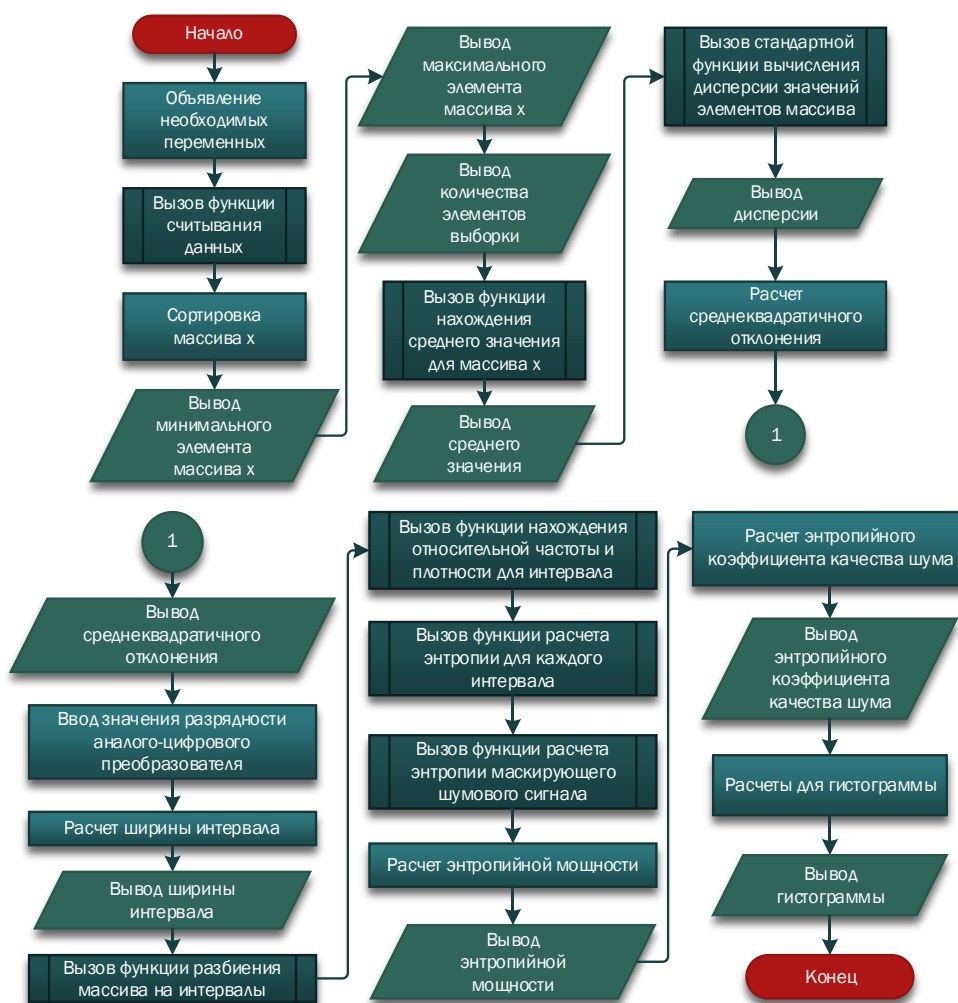 Начало
Объявление
необходимых
переменных
Вызов функции
считывания
данных
Сортировка
массива x
Вывод
минимального
элемента
массива x
Вывод
максимального
элемента
массива x
Вывод
количества
элементов
выборки
Вызов функции
нахождения
среднего значения
для массива x
Вывод
среднего
значения
Вызов стандартной
функции вычисления
дисперсии значений
элементов массива
Вывод
дисперсии
Расчет
среднеквадратичного
отклонения
1
1
Вывод
среднеквадратичного
отклонения
Ввод значения разрядности
аналого-цифрового
преобразователя
Расчет ширины интервала
Вывод ширины
интервала
Вызов функции разбиения
массива на интервалы
Вызов функции нахождения
относительной частоты и
плотности для интервала
Вызов функции расчета
энтропии для каждого
интервала
Вызов функции расчета
энтропии маскирующего
шумового сигнала
Расчет энтропийной мощности
Вывод
энтропийной
мощности
Расчет энтропийного
коэффициента качества шума
Вывод
энтропийного
коэффициента
качества шума
Расчеты для гистограммы
Вывод
гистограммы
Конец